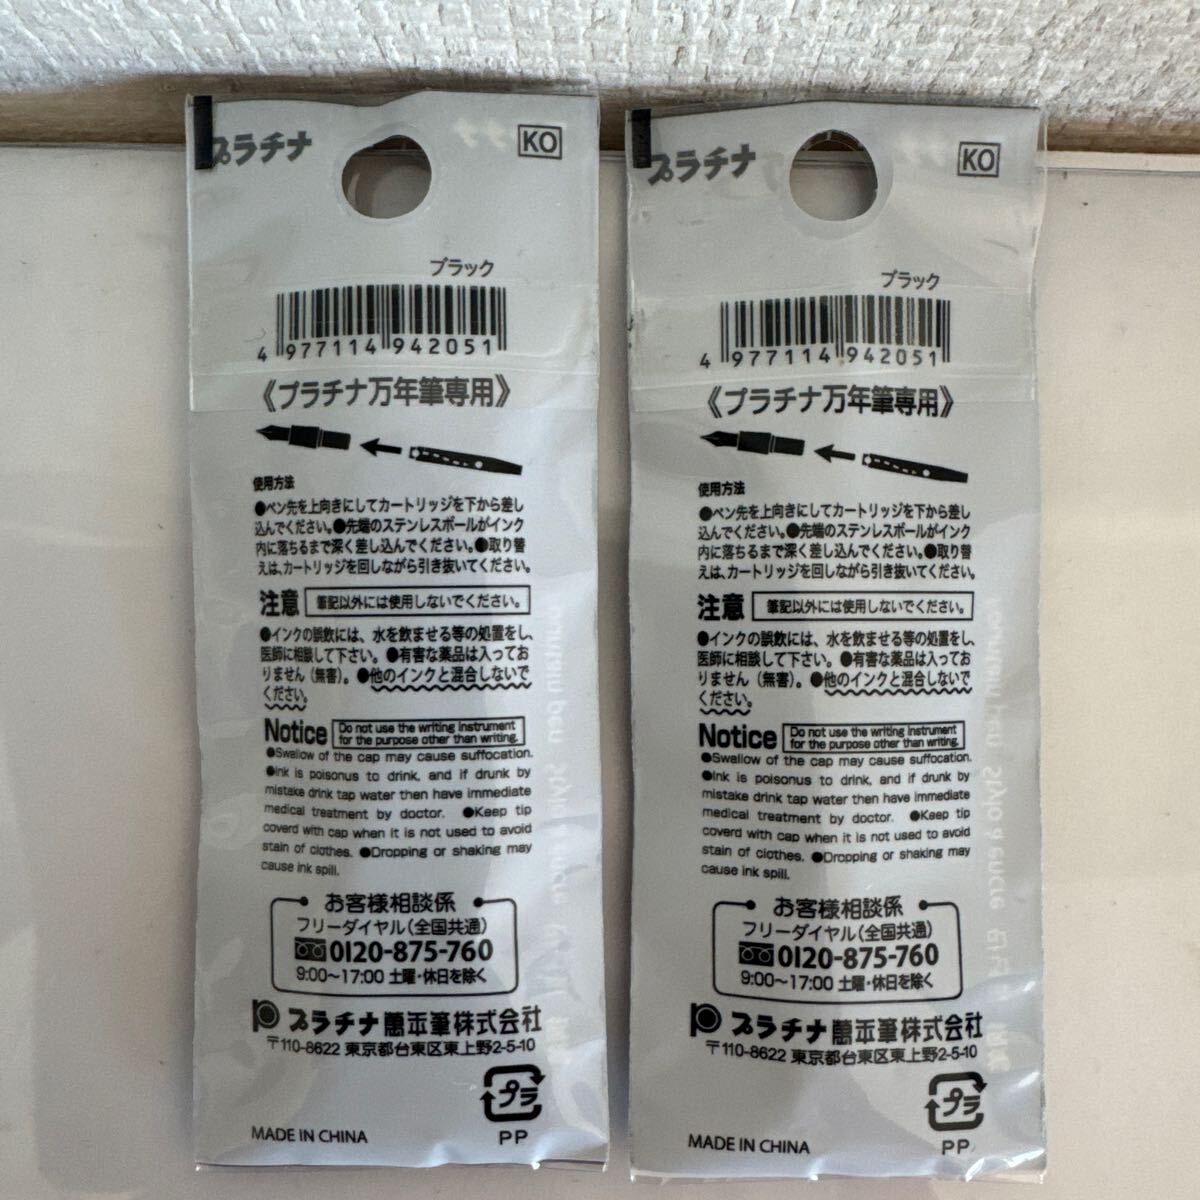 プラチナ
KO
ブラック
4 977114 942051
《プラチナ万年筆専用》
使用方法
●ペン先を上向きにしてカートリッジを下から差し
込んでください。●先端のステンレスボールがインク
内に落ちるまで深く差し込んでください。●取り替
えは、カートリッジを回しながら引き抜いてください。
注意 筆記以外には使用しないでください。
●インクの誤飲には、水を飲ませる等の処置をし、
医師に相談して下さい。●有害な薬品は入ってお
りません(無害)。●他のインクと混合しないで
ください。
Notice Do not use the writing instrument
for the purpose other than writing.
●Swallow of the cap may cause suffocation.
●Ink is poisonus to drink, and if drunk by
mistake drink tap water then have immediate
medical treatment by doctor. ●Keep tip
coverd with cap when it is not used to avoid
stain of clothes. ●Dropping or shaking may
cause ink spill.
お客様相談係
フリーダイヤル(全国共通)
0120-875-760
9:00～17:00 土曜・休日を除く
プラチナ萬年筆株式会社
〒110-8622 東京都台東区東上野2-5-10
プラ
MADE IN CHINA
PP
プラチナ
KO
ブラック
4 977114 942051
《プラチナ万年筆専用》
使用方法
●ペン先を上向きにしてカートリッジを下から差し
込んでください。●先端のステンレスボールがインク
内に落ちるまで深く差し込んでください。●取り替
えは、カートリッジを回しながら引き抜いてください。
注意 筆記以外には使用しないでください。
●インクの誤飲には、水を飲ませる等の処置をし、
医師に相談して下さい。●有害な薬品は入ってお
りません(無害)。●他のインクと混合しないで
ください。
Notice Do not use the writing instrument
for the purpose other than writing.
●Swallow of the cap may cause suffocation.
●Ink is poisonus to drink, and if drunk by
mistake drink tap water then have immediate
medical treatment by doctor. ●Keep tip
coverd with cap when it is not used to avoid
stain of clothes. ●Dropping or shaking may
cause ink spill.
お客様相談係
フリーダイヤル(全国共通)
0120-875-760
9:00～17:00 土曜・休日を除く
プラチナ萬年筆株式会社
〒110-8622 東京都台東区東上野2-5-10
プラ
MADE IN CHINA
PP